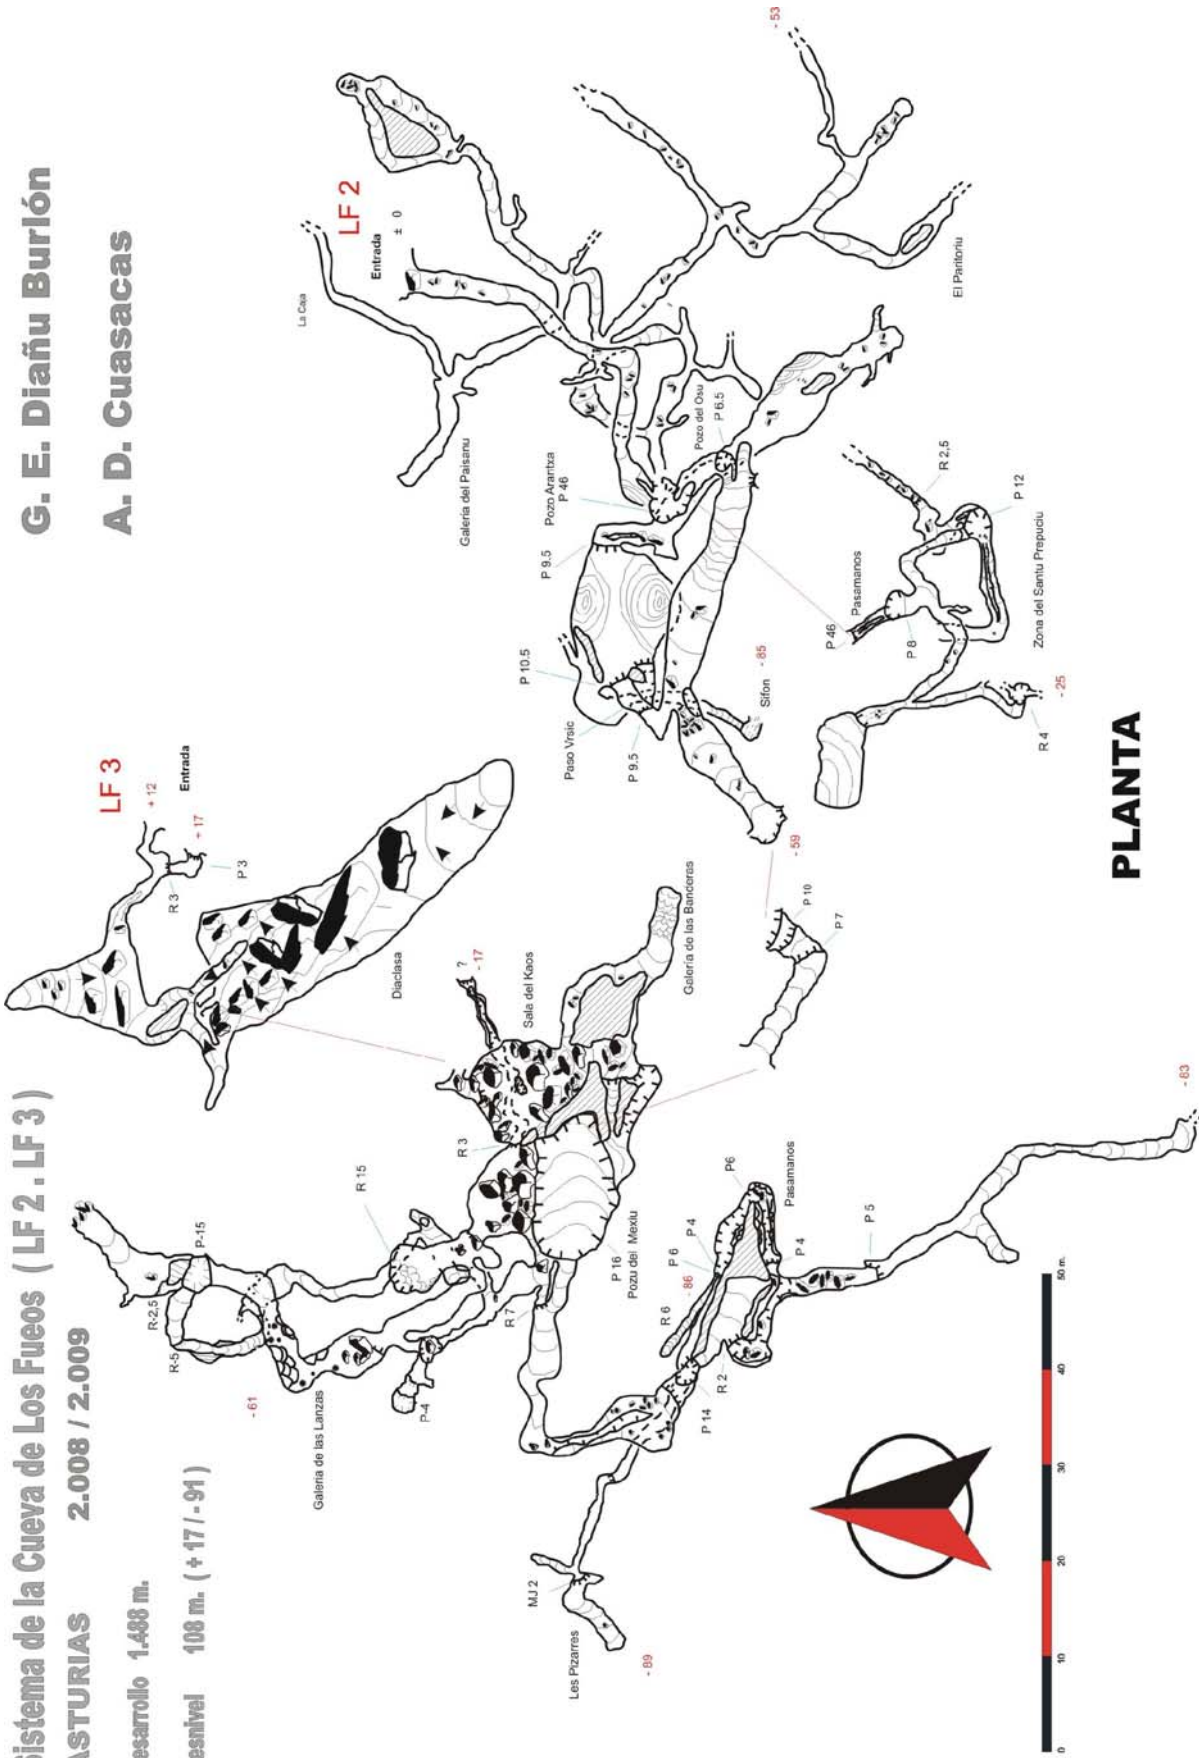 Sistema de la Cueva de Los Fueos ( LF 2 . LF 3 )
ASTURIAS 2.008 / 2.009
esarrollo 1.488 m.
esnivel 108 m. ( + 17 / - 91 )
G. E. Diañu Burlón
A. D. Cuasacas
LF 3
+ 12
Entrada
+ 17
R 3
P 3
Diaclasa
LF 2
Entrada
± 0
La Caja
Galería del Paisanu
- 53
El Paritoriu
Pozo Arantxa
P 46
Pozo del Osu
P 6.5
P 9.5
P 10.5
Paso Vrsic
P 9.5
Sifon
- 85
- 59
P 46
Pasamanos
P 8
R 2,5
P 12
Zona del Santu Prepuciu
- 25
R 4
P-15
R-2,5
R-5
- 61
Galeria de las Lanzas
P-4
R 15
R 3
R 7
?
- 17
Sala del Kaos
Galería de las Banderas
P 10
P 7
P 16
Pozu del Mexiu
P6
Pasamanos
P 4
P 6
- 86
R 6
P 4
P 5
- 83
R 2
P 14
MJ 2
Les Pizarres
- 89
0 10 20 30 40 50 m.
PLANTA